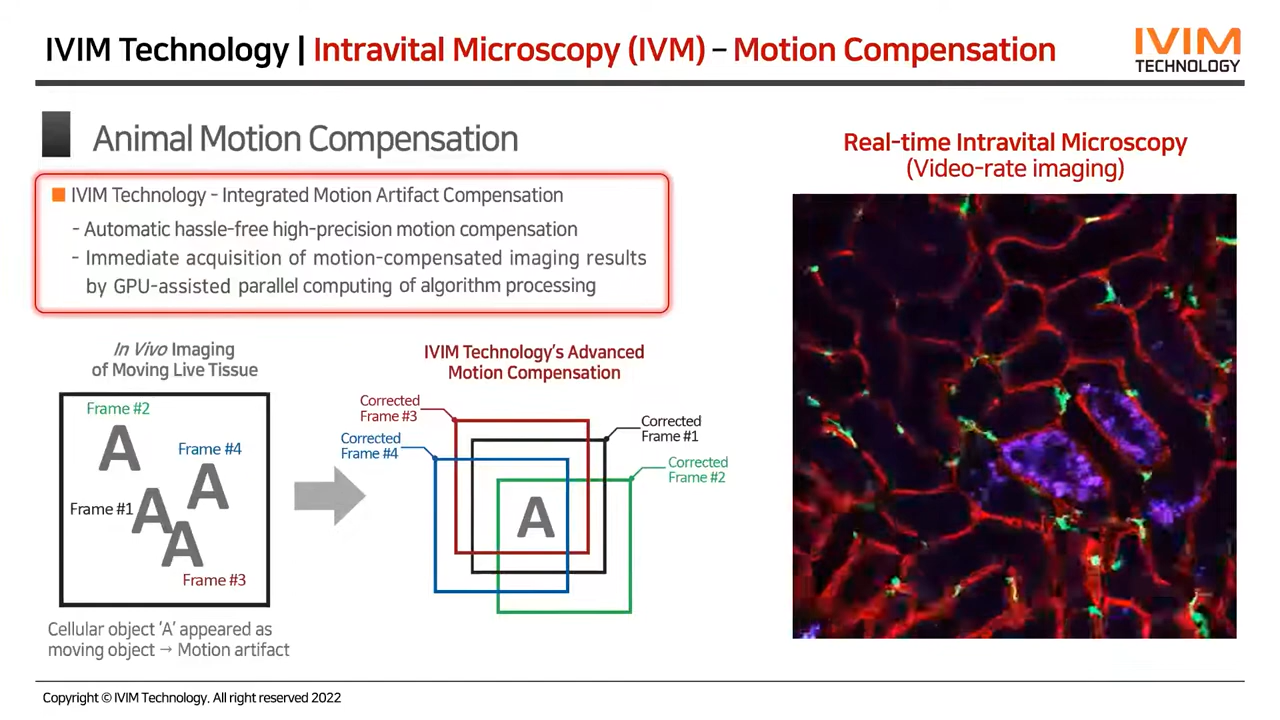 IVIM Technology | Intravital Microscopy (IVM) – Motion Compensation
IVIM
TECHNOLOGY
Animal Motion Compensation
IVIM Technology - Integrated Motion Artifact Compensation
- Automatic hassle-free high-precision motion compensation
- Immediate acquisition of motion-compensated imaging results
by GPU-assisted parallel computing of algorithm processing
In Vivo Imaging
of Moving Live Tissue
Frame #2
A
Frame #4
A
Frame #1
A
A
Frame #3
Cellular object ‘A’ appeared as
moving object → Motion artifact
IVIM Technology’s Advanced
Motion Compensation
Corrected
Frame #3
Corrected
Frame #1
Corrected
Frame #4
Corrected
Frame #2
A
Real-time Intravital Microscopy
(Video-rate imaging)
Copyright © IVIM Technology. All right reserved 2022